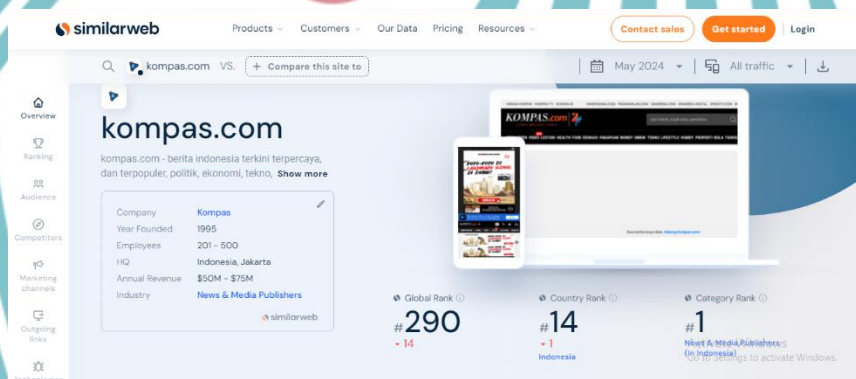 similarweb
Products Customers Our Data Pricing Resources Contact sales Get started Login
kompas.com VS. + Compare this site to May 2024 All traffic
Overview
Ranking
Audience
Competitors
Marketing
channels
Outgoing
links
kompas.com
kompas.com - berita indonesia terkini terpercaya,
dan terpopuler, politik, ekonomi, tekno, Show more
Company Kompas
Year Founded 1995
Employees 201 - 500
HQ Indonesia, Jakarta
Annual Revenue $50M - $75M
Industry News & Media Publishers
similarweb
KOMPAS.com
Global Rank
#290
14
Country Rank
#14
1
Indonesia
Category Rank
#1
News & Media Publishers
(In Indonesia)
Go to Settings to activate Windows.